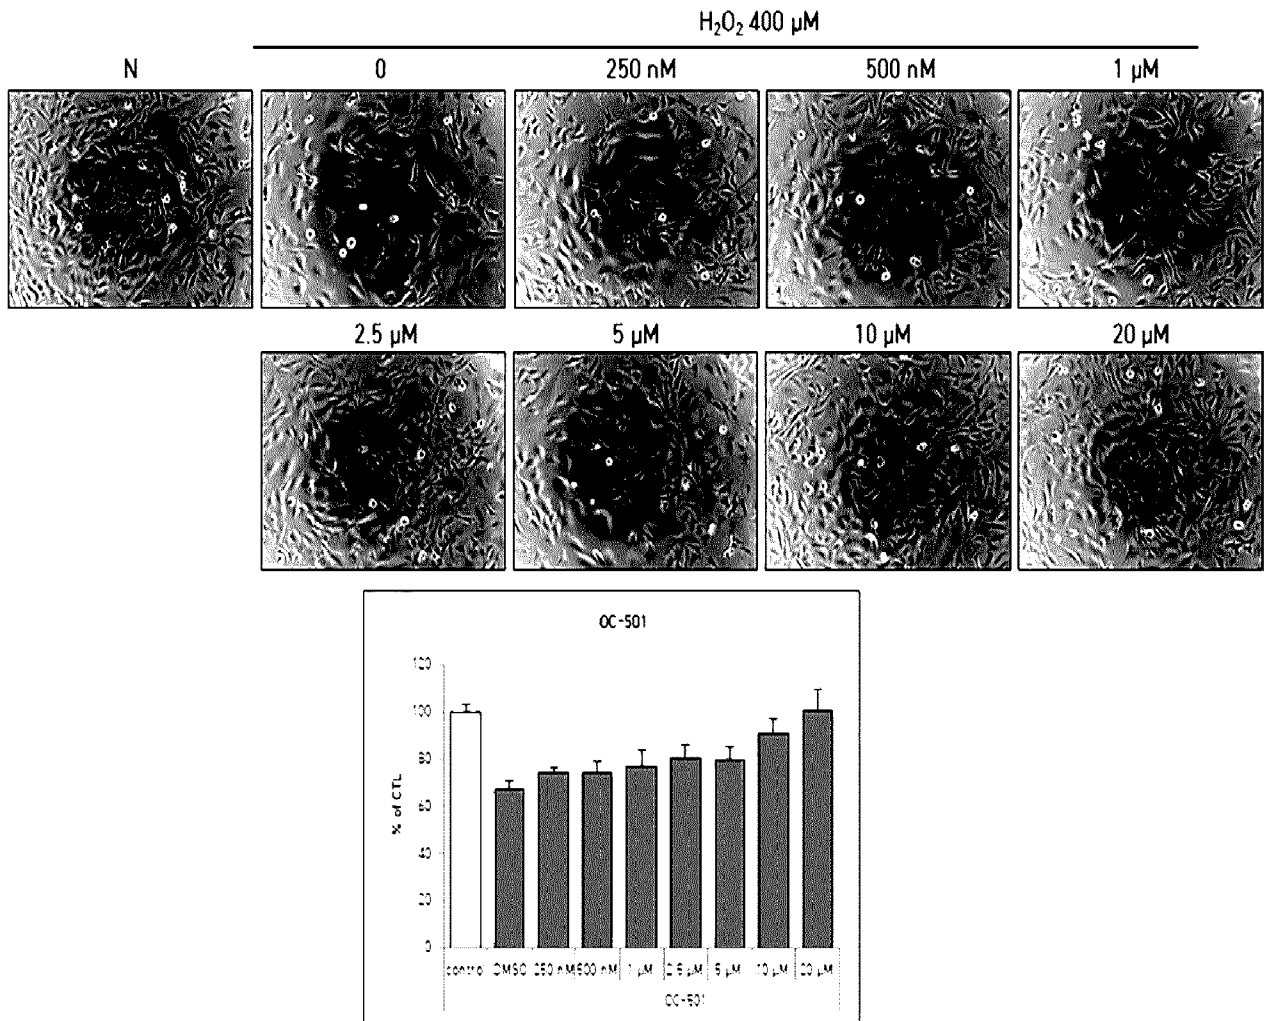 H₂O₂ 400 µM
N 0 250 nM 500 nM 1 µM
2.5 µM 5 µM 10 µM 20 µM
OC-501
120
100
80
60
40
20
0
% of CTL
control DMSO 250 nM 500 nM 1 µM 2.5 µM 5 µM 10 µM 20 µM
OC-501